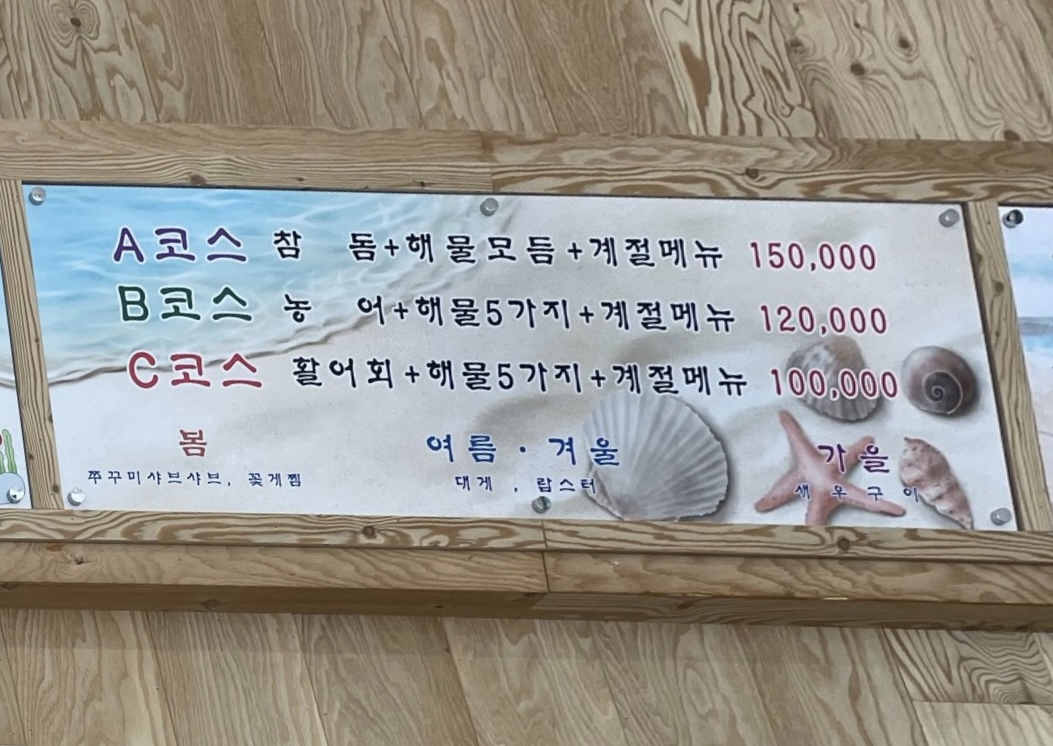 A코스 참 돔+해물모듬+계절메뉴 150,000
B코스 농 어+해물5가지+계절메뉴 120,000
C코스 활어회+해물5가지+계절메뉴 100,000
봄 여름·겨울 가을
쭈꾸미샤브샤브, 꽃게찜 대게, 랍스터 새우구이